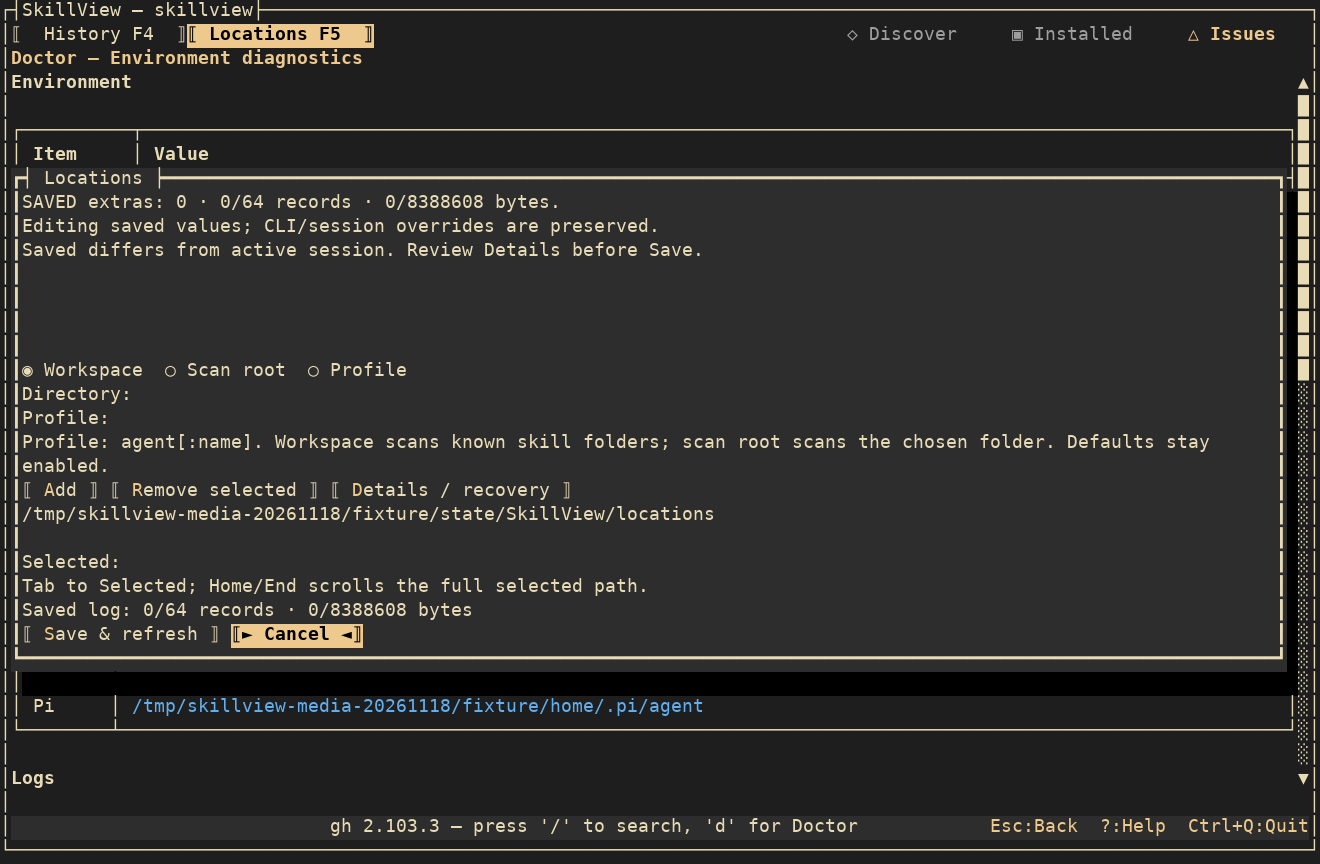 SkillView — skillview
⟦ History F4 ⟧⟦ Locations F5 ⟧ ◇ Discover ▣ Installed △ Issues
Doctor — Environment diagnostics
Environment
Item Value
Locations
SAVED extras: 0 · 0/64 records · 0/8388608 bytes.
Editing saved values; CLI/session overrides are preserved.
Saved differs from active session. Review Details before Save.
◉ Workspace ○ Scan root ○ Profile
Directory:
Profile:
Profile: agent[:name]. Workspace scans known skill folders; scan root scans the chosen folder. Defaults stay
enabled.
⟦ Add ⟧ ⟦ Remove selected ⟧ ⟦ Details / recovery ⟧
/tmp/skillview-media-20261118/fixture/state/SkillView/locations
Selected:
Tab to Selected; Home/End scrolls the full selected path.
Saved log: 0/64 records · 0/8388608 bytes
⟦ Save & refresh ⟧ ⟦► Cancel ◄⟧
Pi /tmp/skillview-media-20261118/fixture/home/.pi/agent
Logs
gh 2.103.3 — press '/' to search, 'd' for Doctor Esc:Back ?:Help Ctrl+Q:Quit